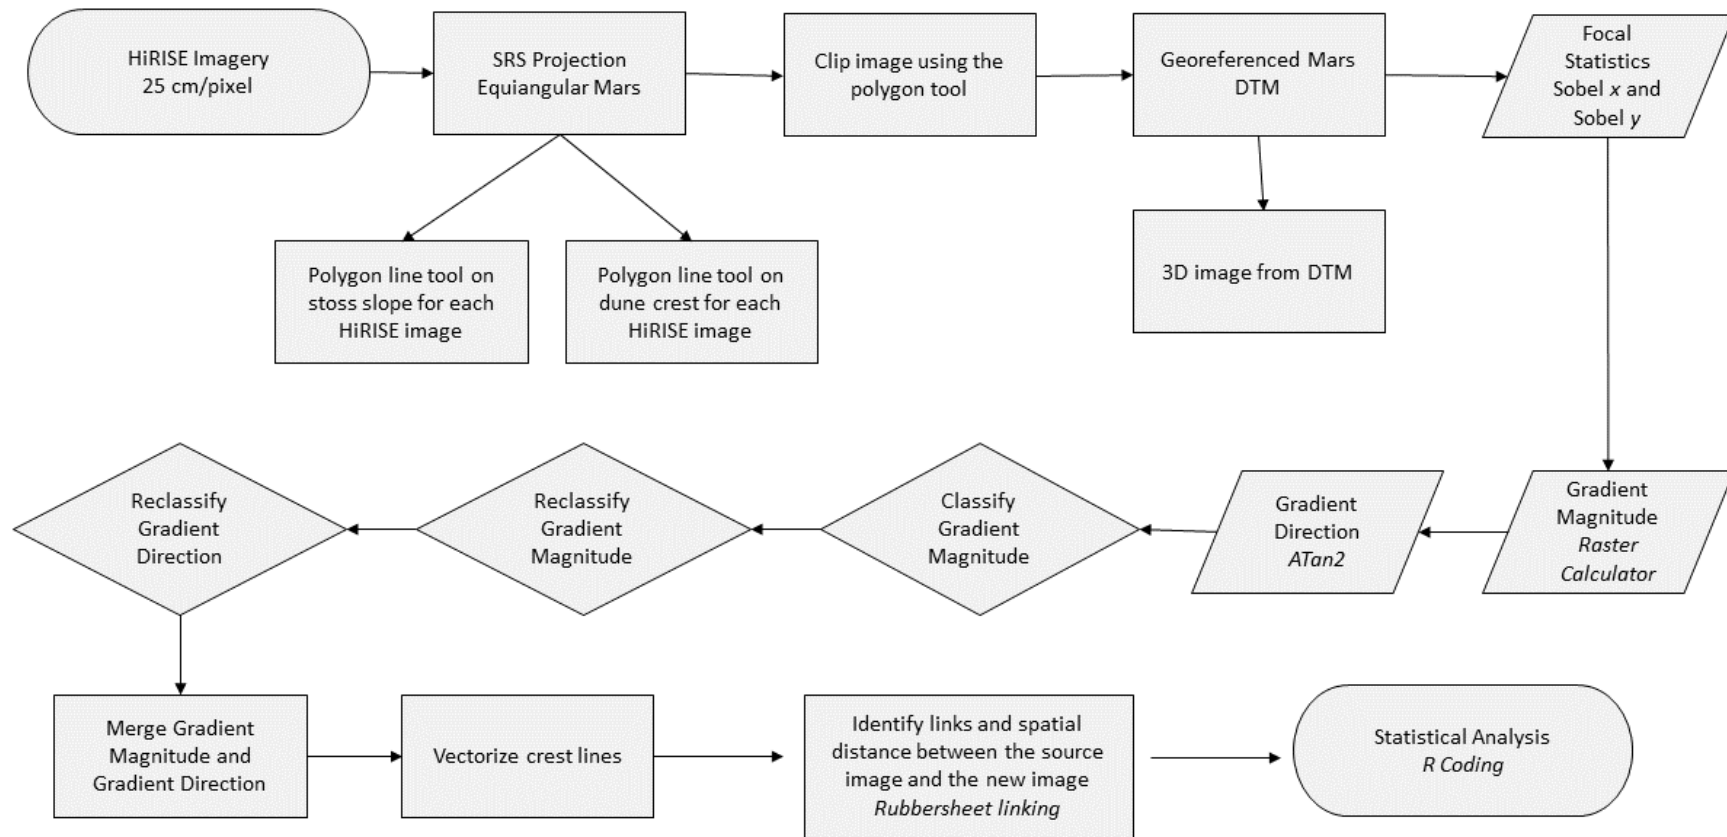 HiRISE Imagery
25 cm/pixel
SRS Projection
Equiangular Mars
Clip image using the
polygon tool
Georeferenced Mars
DTM
Focal
Statistics
Sobel x and
Sobel y
Polygon line tool on
stoss slope for each
HiRISE image
Polygon line tool on
dune crest for each
HiRISE image
3D image from DTM
Reclassify
Gradient
Direction
Reclassify
Gradient
Magnitude
Classify
Gradient
Magnitude
Gradient
Direction
ATan2
Gradient
Magnitude
Raster
Calculator
Merge Gradient
Magnitude and
Gradient Direction
Vectorize crest lines
Identify links and spatial
distance between the source
image and the new image
Rubbersheet linking
Statistical Analysis
R Coding